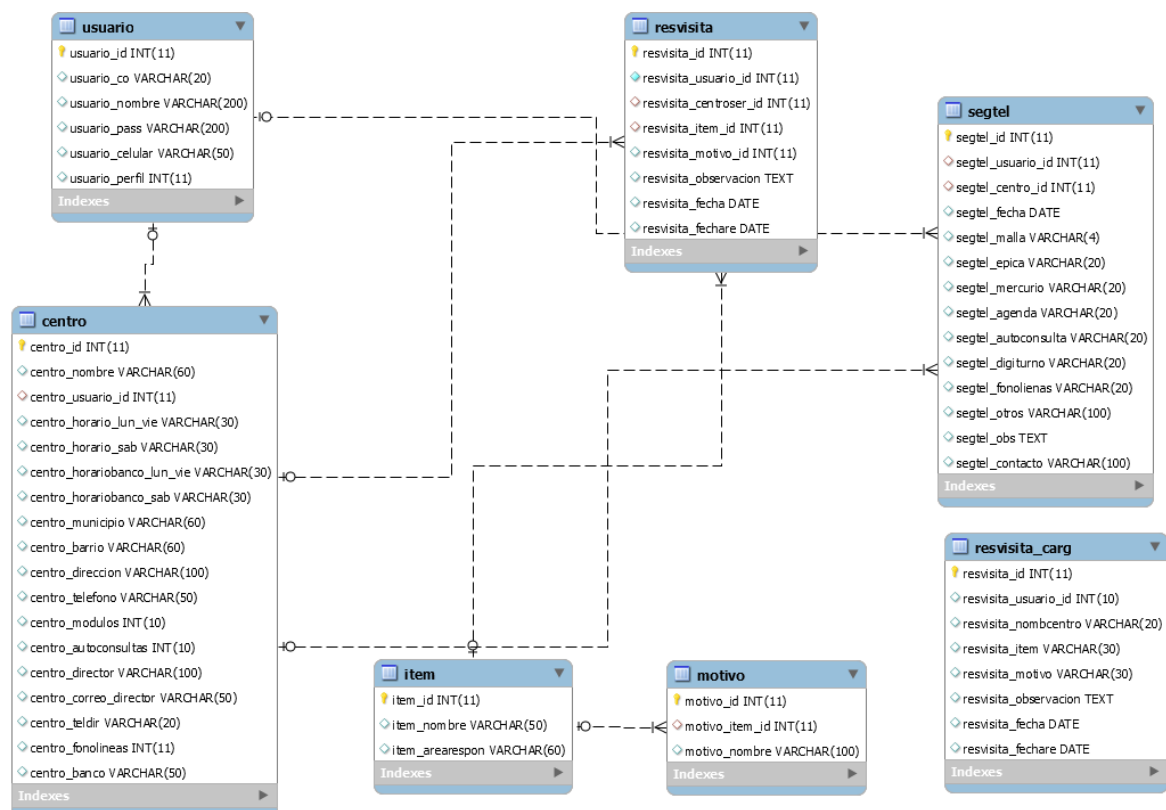 usuario
usuario_id INT(11)
usuario_co VARCHAR(20)
usuario_nombre VARCHAR(200)
usuario_pass VARCHAR(200)
usuario_celular VARCHAR(50)
usuario_perfil INT(11)
Indexes
resvisita
resvisita_id INT(11)
resvisita_usuario_id INT(11)
resvisita_centroser_id INT(11)
resvisita_item_id INT(11)
resvisita_motivo_id INT(11)
resvisita_observacion TEXT
resvisita_fecha DATE
resvisita_fechare DATE
Indexes
segtel
segtel_id INT(11)
segtel_usuario_id INT(11)
segtel_centro_id INT(11)
segtel_fecha DATE
segtel_malla VARCHAR(4)
segtel_epica VARCHAR(20)
segtel_mercurio VARCHAR(20)
segtel_agenda VARCHAR(20)
segtel_autoconsulta VARCHAR(20)
segtel_digiturno VARCHAR(20)
segtel_fonolienas VARCHAR(20)
segtel_otros VARCHAR(100)
segtel_obs TEXT
segtel_contacto VARCHAR(100)
Indexes
centro
centro_id INT(11)
centro_nombre VARCHAR(60)
centro_usuario_id INT(11)
centro_horario_lun_vie VARCHAR(30)
centro_horario_sab VARCHAR(30)
centro_horariobanco_lun_vie VARCHAR(30)
centro_horariobanco_sab VARCHAR(30)
centro_municipio VARCHAR(60)
centro_barrio VARCHAR(60)
centro_direccion VARCHAR(100)
centro_telefono VARCHAR(50)
centro_modulos INT(10)
centro_autoconsultas INT(10)
centro_director VARCHAR(100)
centro_correo_director VARCHAR(50)
centro_teldir VARCHAR(20)
centro_fonolineas INT(11)
centro_banco VARCHAR(50)
Indexes
item
item_id INT(11)
item_nombre VARCHAR(50)
item_arearespon VARCHAR(60)
Indexes
motivo
motivo_id INT(11)
motivo_item_id INT(11)
motivo_nombre VARCHAR(100)
Indexes
resvisita_carg
resvisita_id INT(11)
resvisita_usuario_id INT(10)
resvisita_nombcentro VARCHAR(20)
resvisita_item VARCHAR(30)
resvisita_motivo VARCHAR(30)
resvisita_observacion TEXT
resvisita_fecha DATE
resvisita_fechare DATE
Indexes